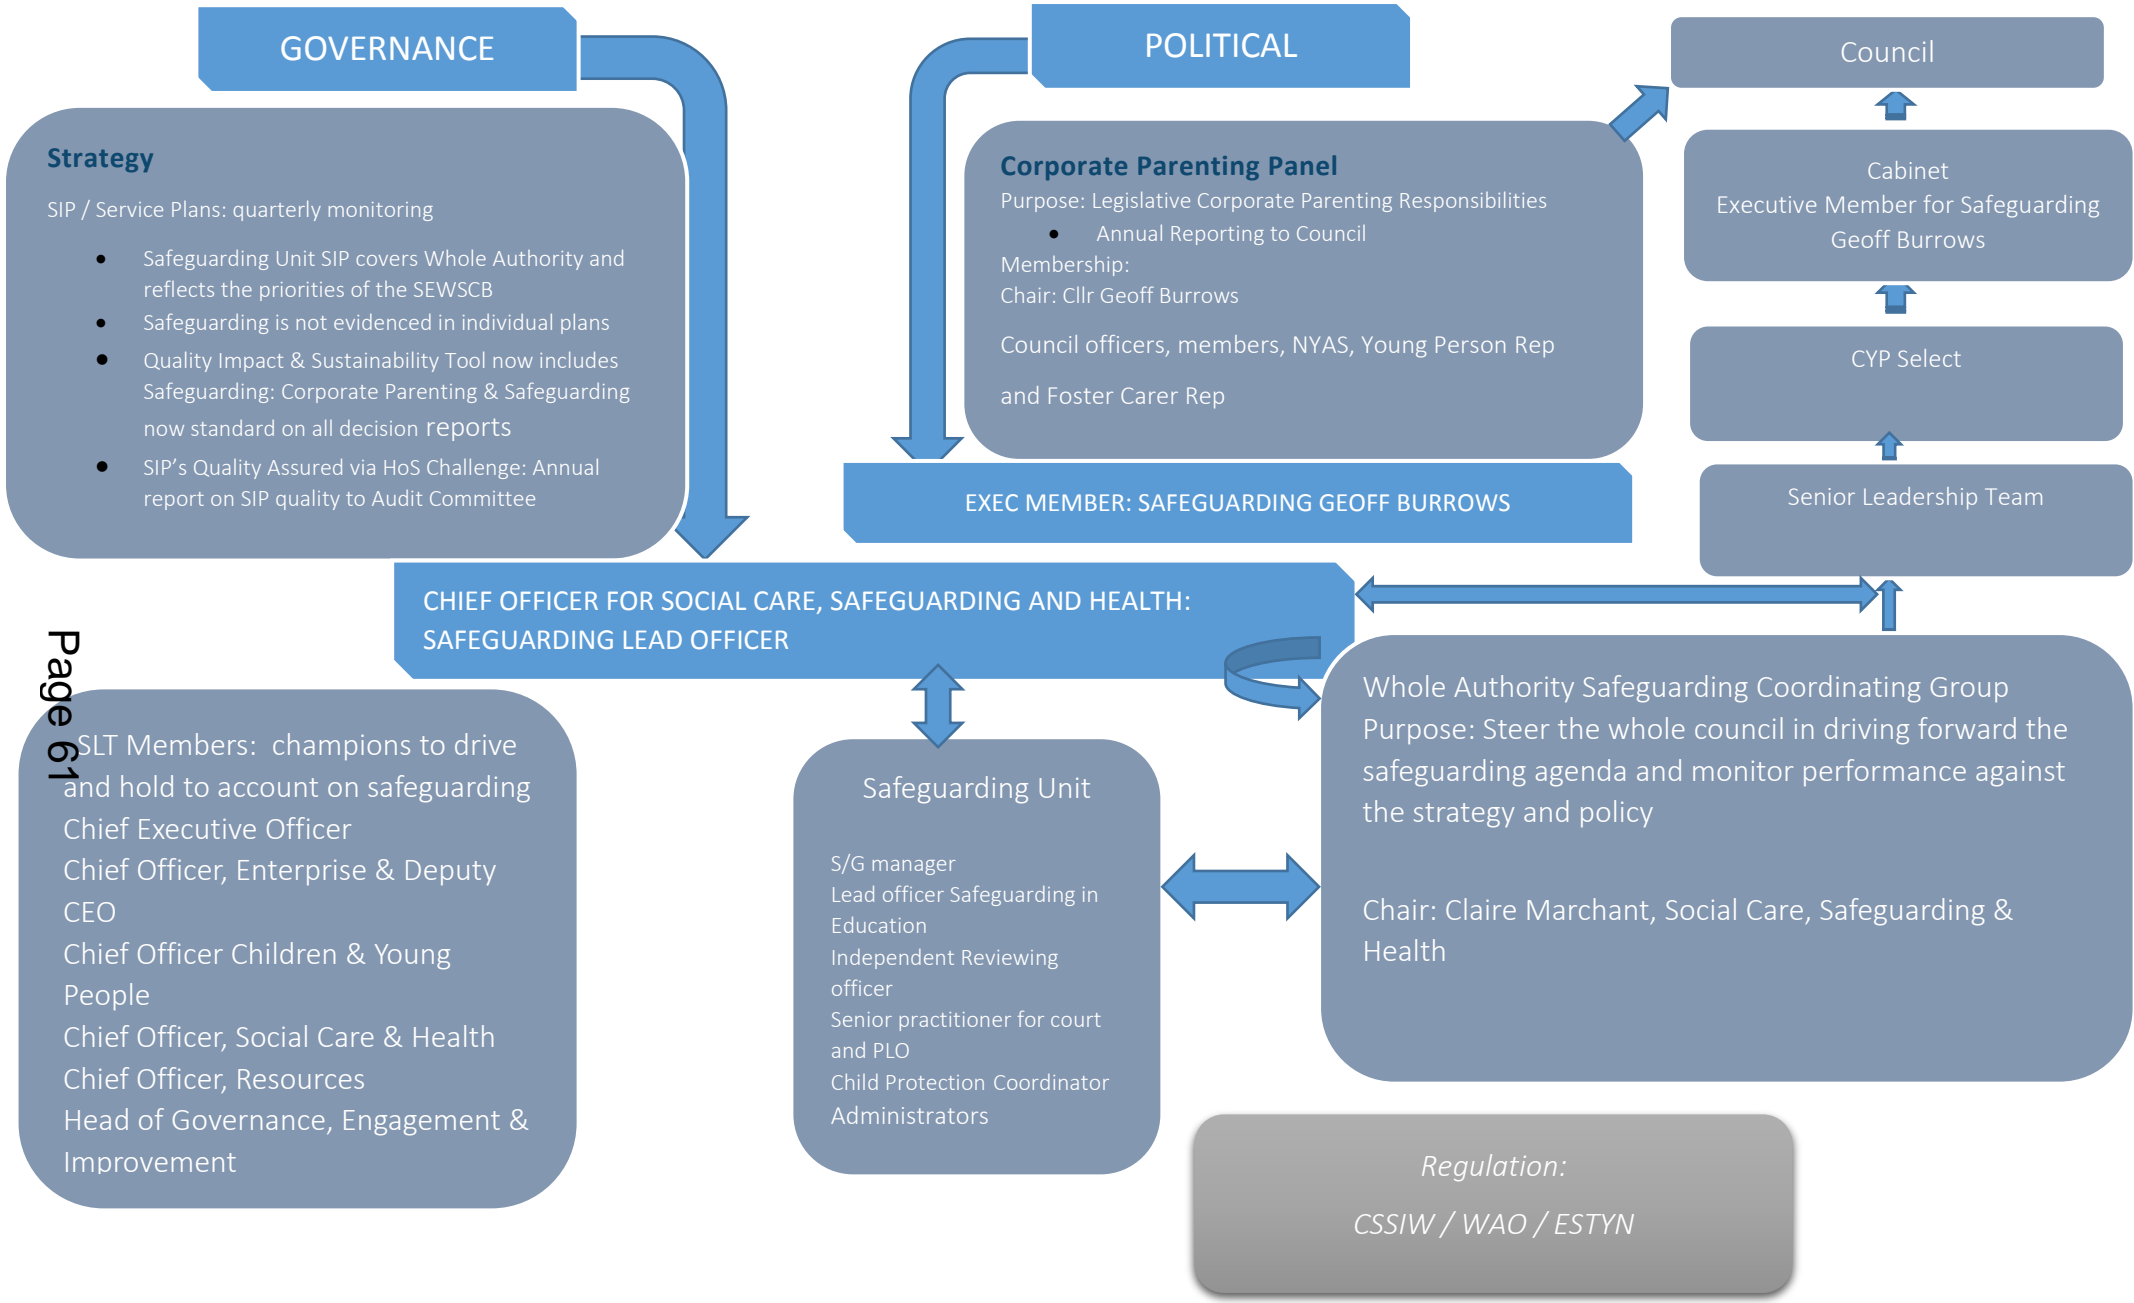 GOVERNANCE
POLITICAL
Council
Strategy
SIP / Service Plans: quarterly monitoring
• Safeguarding Unit SIP covers Whole Authority and
reflects the priorities of the SEWSCB
• Safeguarding is not evidenced in individual plans
• Quality Impact & Sustainability Tool now includes
Safeguarding: Corporate Parenting & Safeguarding
now standard on all decision reports
• SIP's Quality Assured via HoS Challenge: Annual
report on SIP quality to Audit Committee
Corporate Parenting Panel
Purpose: Legislative Corporate Parenting Responsibilities
• Annual Reporting to Council
Membership:
Chair: Cllr Geoff Burrows
Council officers, members, NYAS, Young Person Rep
and Foster Carer Rep
Cabinet
Executive Member for Safeguarding
Geoff Burrows
CYP Select
Senior Leadership Team
EXEC MEMBER: SAFEGUARDING GEOFF BURROWS
CHIEF OFFICER FOR SOCIAL CARE, SAFEGUARDING AND HEALTH:
SAFEGUARDING LEAD OFFICER
Page 61
SLT Members:  champions to drive
and hold to account on safeguarding
Chief Executive Officer
Chief Officer, Enterprise & Deputy
CEO
Chief Officer Children & Young
People
Chief Officer, Social Care & Health
Chief Officer, Resources
Head of Governance, Engagement &
Improvement
Safeguarding Unit
S/G manager
Lead officer Safeguarding in
Education
Independent Reviewing
officer
Senior practitioner for court
and PLO
Child Protection Coordinator
Administrators
Whole Authority Safeguarding Coordinating Group
Purpose: Steer the whole council in driving forward the
safeguarding agenda and monitor performance against
the strategy and policy
Chair: Claire Marchant, Social Care, Safeguarding &
Health
Regulation:
CSSIW / WAO / ESTYN